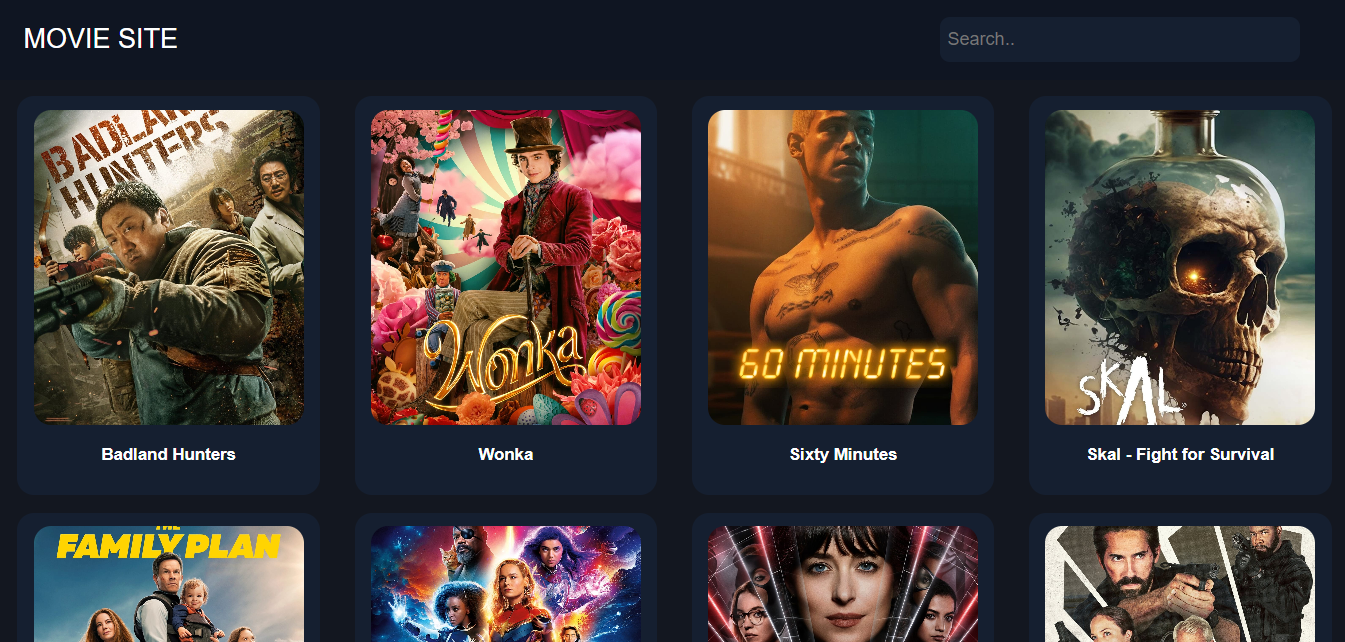 MOVIE SITE
Search..
BADLAND
HUNTERS
Wonka
60 MINUTES
SKAL
Badland Hunters
Wonka
Sixty Minutes
Skal - Fight for Survival
THE
FAMILY PLAN